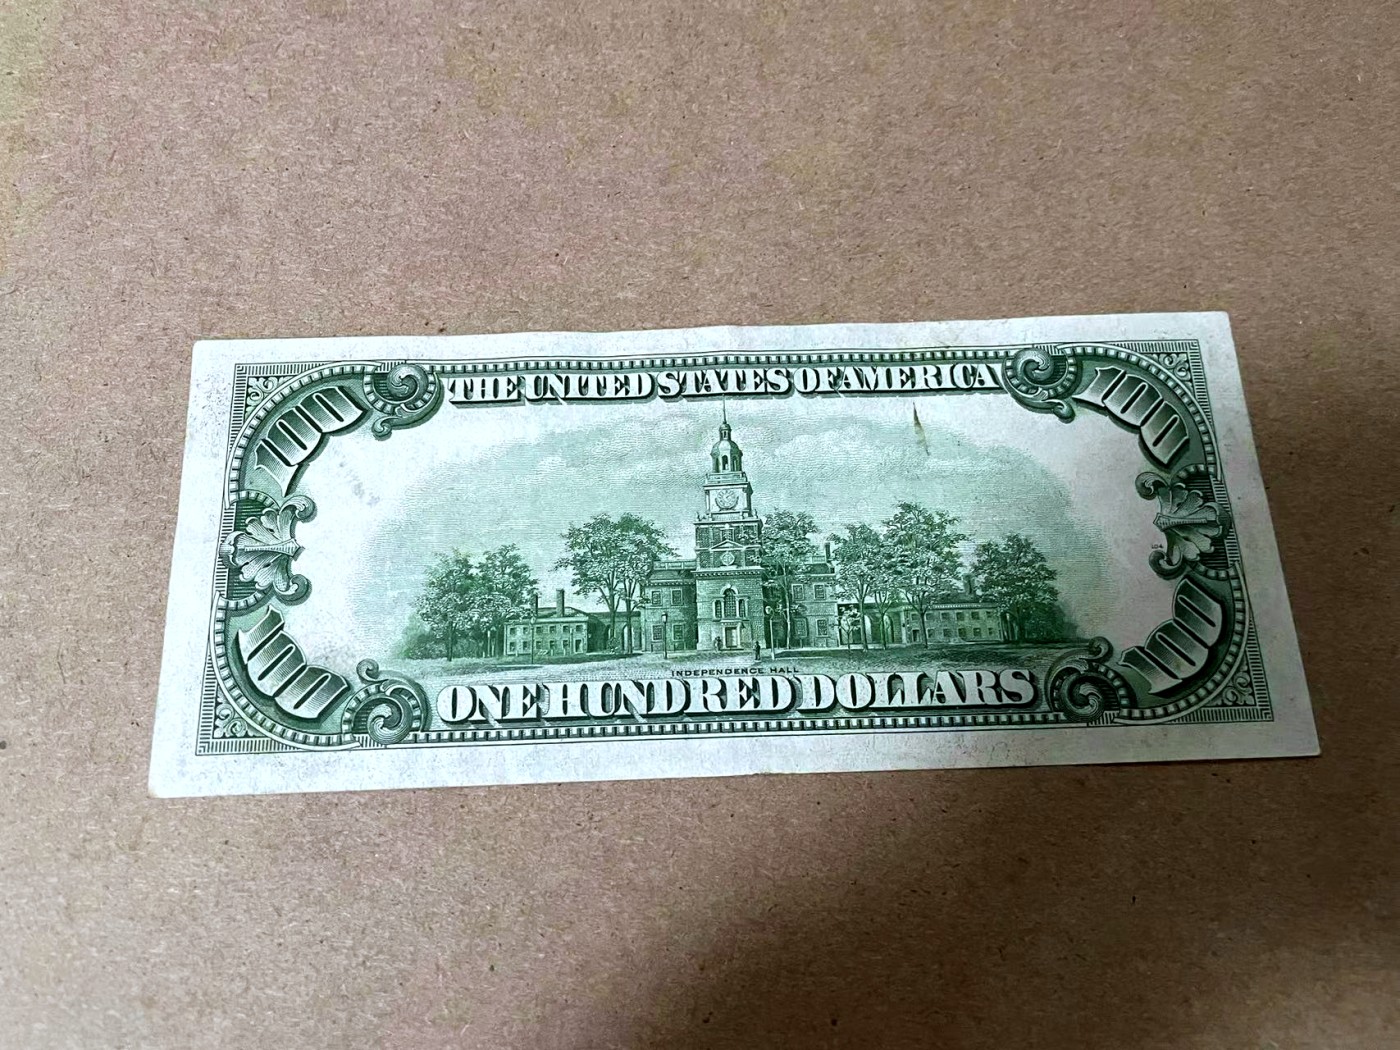 100 THE UNITED STATES OF AMERICA 100
INDEPENDENCE HALL
100 ONE HUNDRED DOLLARS 100